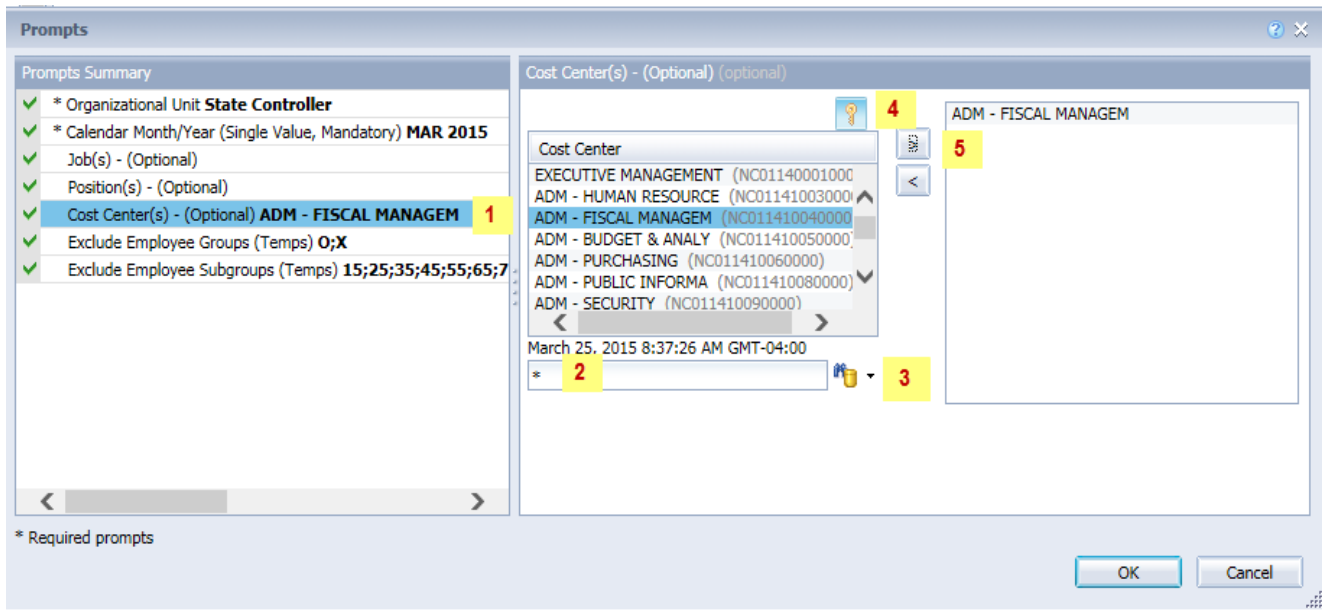 Prompts
Prompts Summary
* Organizational Unit State Controller
* Calendar Month/Year (Single Value, Mandatory) MAR 2015
Job(s) - (Optional)
Position(s) - (Optional)
Cost Center(s) - (Optional) ADM - FISCAL MANAGEM 1
Exclude Employee Groups (Temps) O;X
Exclude Employee Subgroups (Temps) 15;25;35;45;55;65;7
* Required prompts
Cost Center(s) - (Optional) (optional)
4
Cost Center
EXECUTIVE MANAGEMENT (NC01140001000
ADM - HUMAN RESOURCE (NC011410030000
ADM - FISCAL MANAGEM (NC011410040000
ADM - BUDGET & ANALY (NC011410050000)
ADM - PURCHASING (NC011410060000)
ADM - PUBLIC INFORMA (NC011410080000)
ADM - SECURITY (NC011410090000)
March 25, 2015 8:37:26 AM GMT-04:00
* 2
3
> 5
<
ADM - FISCAL MANAGEM
OK Cancel